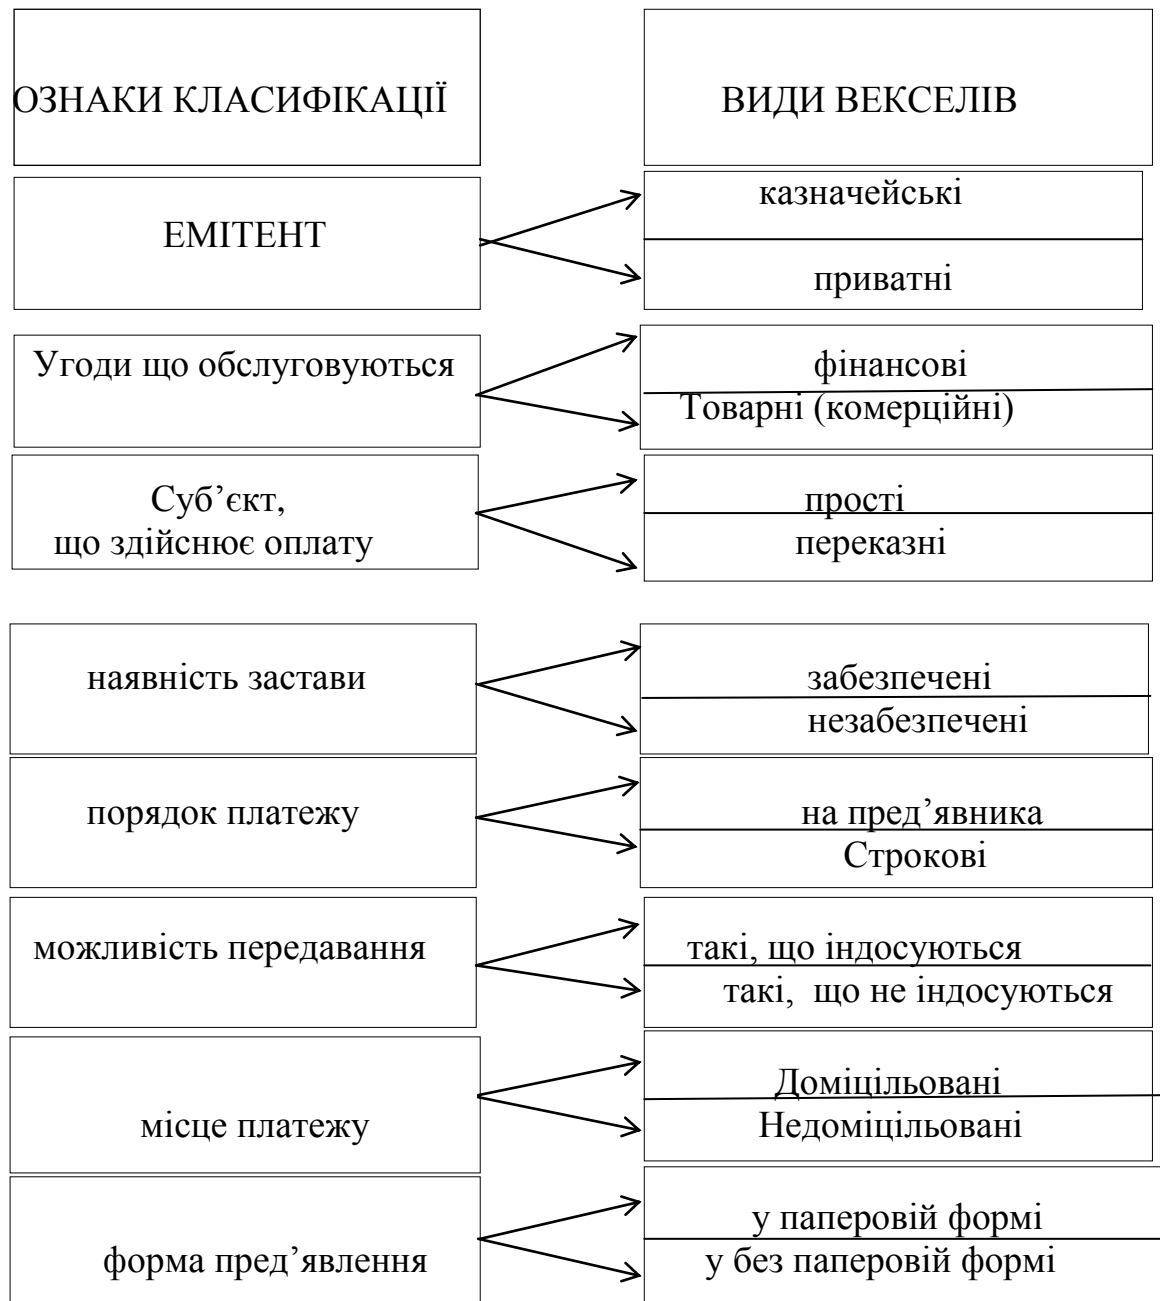 ОЗНАКИ КЛАСИФІКАЦІЇ
ВИДИ ВЕКСЕЛІВ
ЕМІТЕНТ
казначейські
приватні
Угоди що обслуговуються
фінансові
Товарні (комерційні)
Суб’єкт,
що здійснює оплату
прості
переказні
наявність застави
забезпечені
незабезпечені
порядок платежу
на пред’явника
Строкові
можливість передавання
такі, що індосуються
такі, що не індосуються
місце платежу
Доміцільовані
Недоміцільовані
форма пред’явлення
у паперовій формі
у без паперовій формі